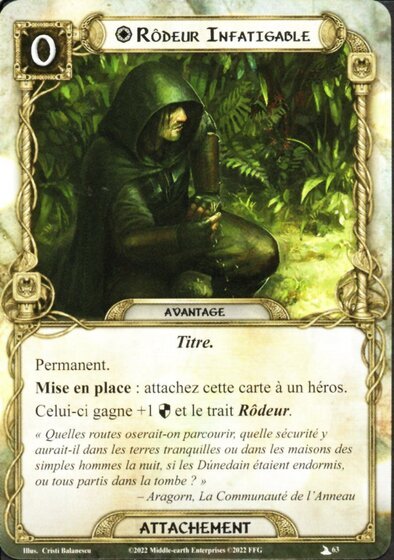 0
Rôdeur Infatigable
AVANTAGE
Titre.
Permanent.
Mise en place : attachez cette carte à un héros.
Celui-ci gagne +1 et le trait Rôdeur.
« Quelles routes oserait-on parcourir, quelle sécurité y
aurait-il dans les terres tranquilles ou dans les maisons des
simples hommes la nuit, si les Dúnedain étaient endormis,
ou tous partis dans la tombe ? »
– Aragorn, La Communauté de l'Anneau
ATTACHEMENT
Illus. Cristi Balanescu ©2022 Middle-earth Enterprises ©2022 FFG 63